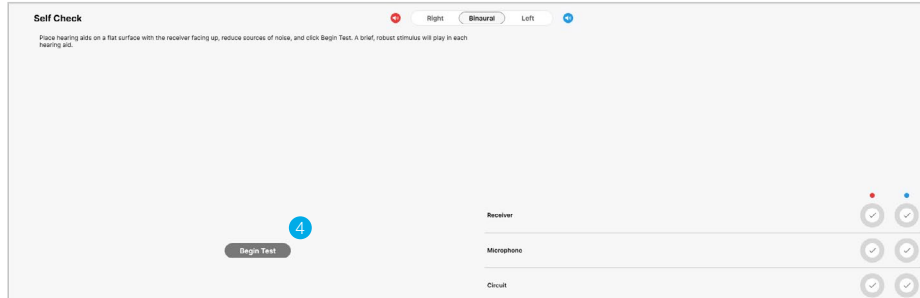 Self Check
Right Binaural Left
Place hearing aids on a flat surface with the receiver facing up, reduce sources of noise, and click Begin Test. A brief, robust stimulus will play in each
hearing aid.
Receiver
4
Begin Test
Microphone
Circuit